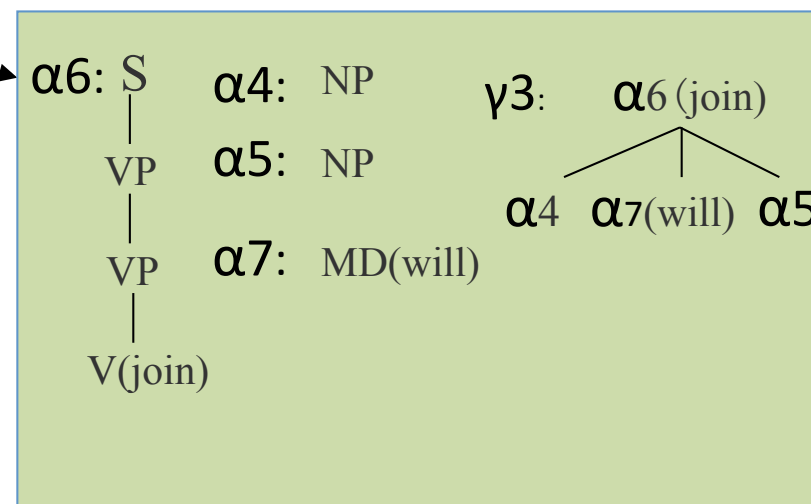 α6: S
VP
VP
V(join)
α4: NP
α5: NP
α7: MD(will)
γ3: α6(join)
α4 α7(will) α5